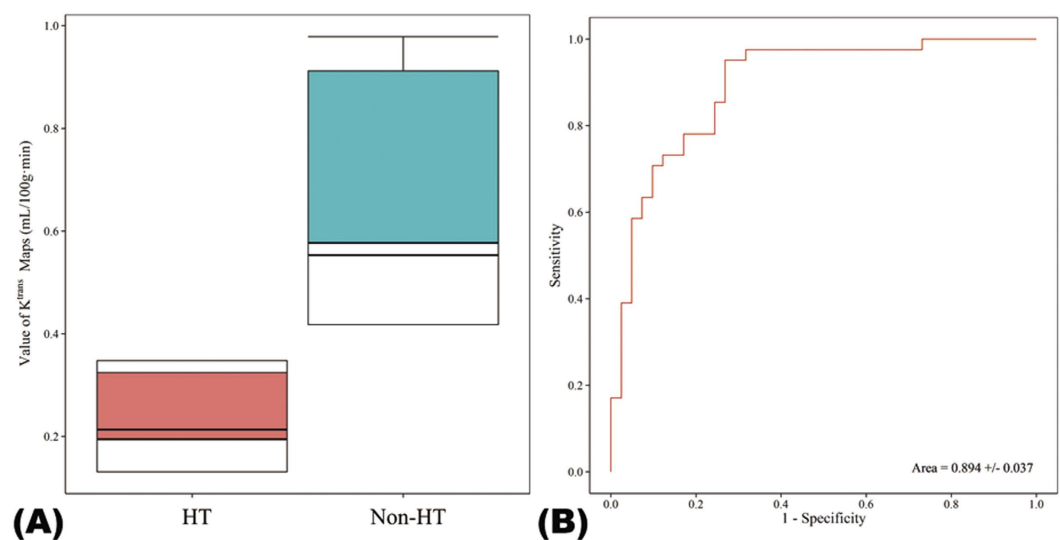 Value of Ktrans Maps (mL/100g·min)
1.0
0.8
0.6
0.4
0.2
HT Non-HT
(A)
Sensitivity
1.0
0.8
0.6
0.4
0.2
0.0
Area = 0.894 +/- 0.037
0.0 0.2 0.4 0.6 0.8 1.0
1 - Specificity
(B)